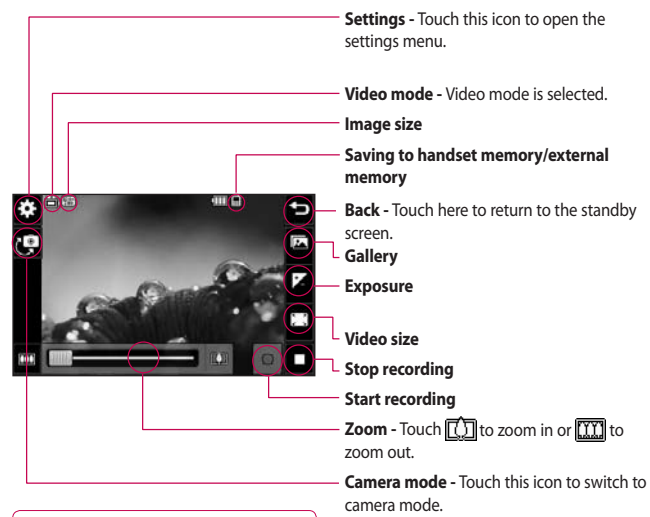 Settings - Touch this icon to open the
settings menu.
Video mode - Video mode is selected.
Image size
Saving to handset memory/external
memory
Back - Touch here to return to the standby
screen.
Gallery
Exposure
Video size
Stop recording
Start recording
Zoom - Touch to zoom in or to
zoom out.
Camera mode - Touch this icon to switch to
camera mode.